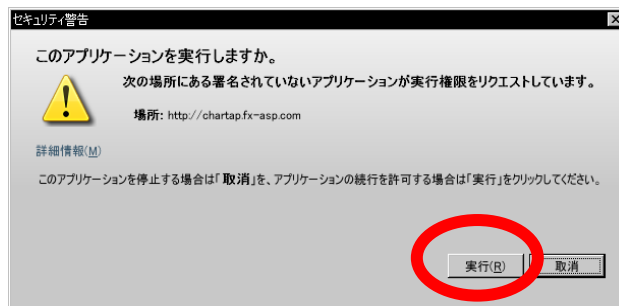 セキュリティ警告
このアプリケーションを実行しますか。
次の場所にある署名されていないアプリケーションが実行権限をリクエストしています。
場所: http://chartap.fx-asp.com
詳細情報(M)
このアプリケーションを停止する場合は「取消」を、アプリケーションの続行を許可する場合は「実行」をクリックしてください。
実行(R) 取消